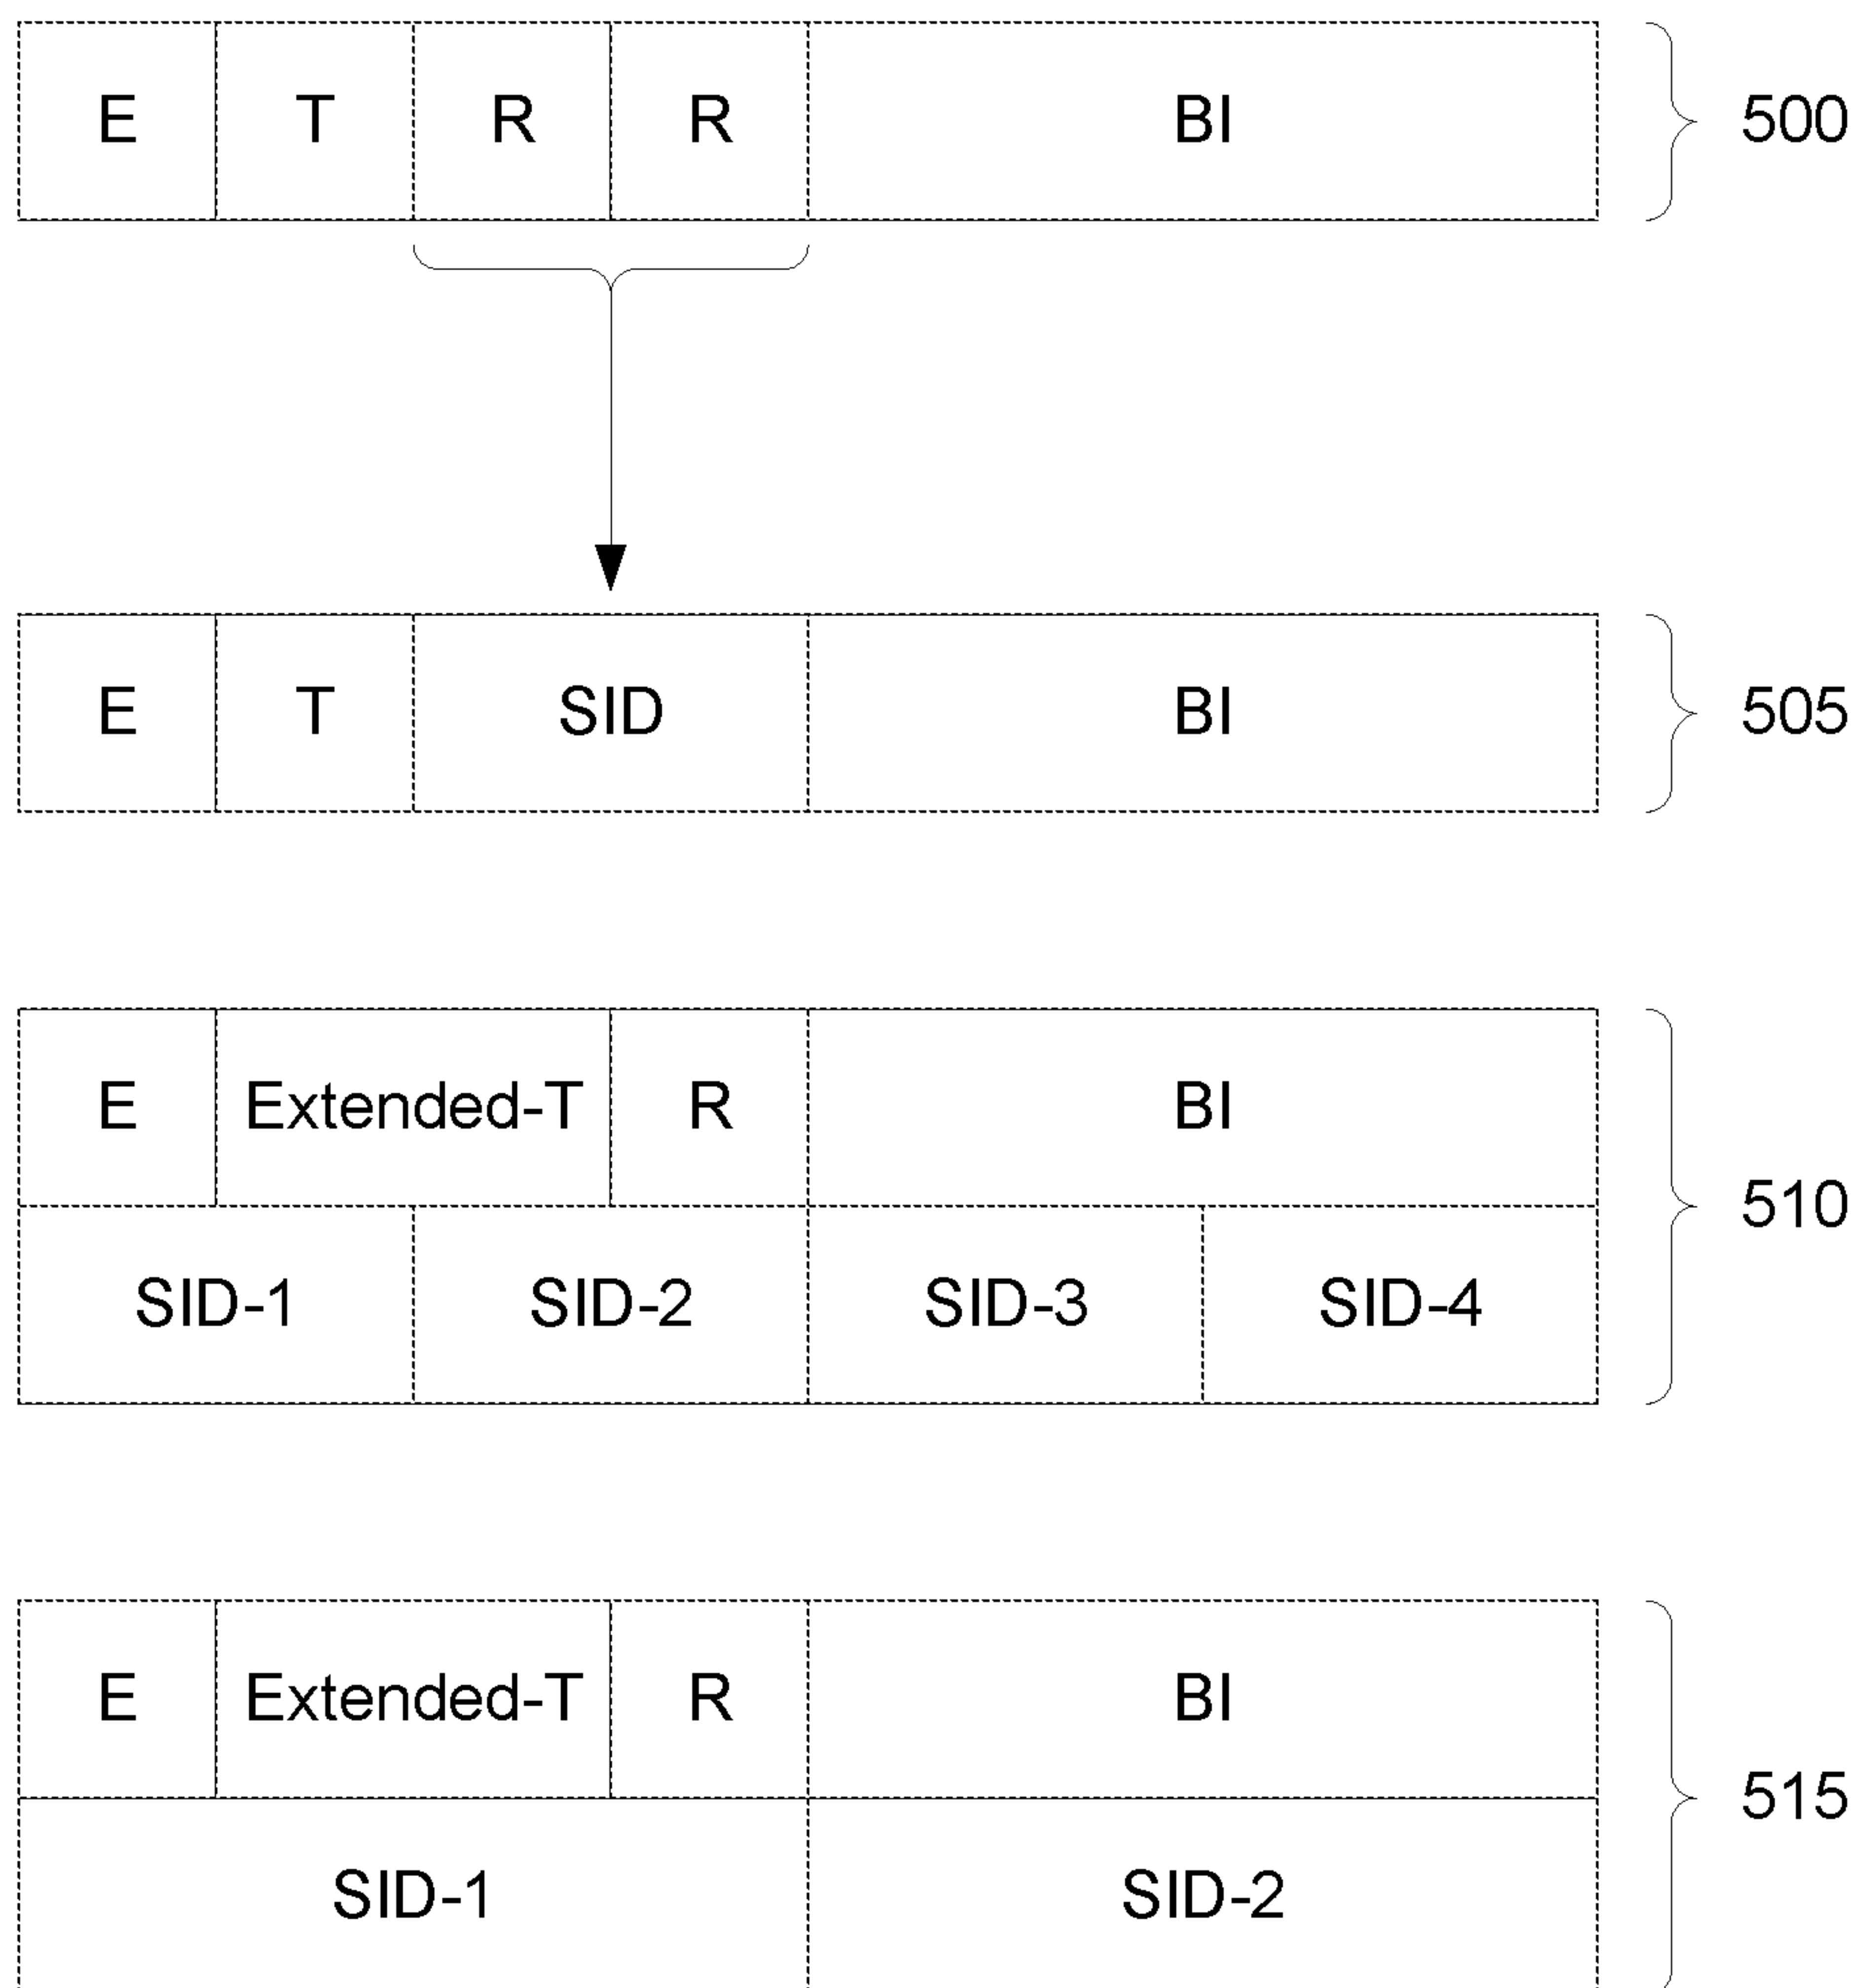 E T R R BI 500
E T SID BI 505
E Extended-T R BI
510
SID-1 SID-2 SID-3 SID-4
E Extended-T R BI
515
SID-1 SID-2